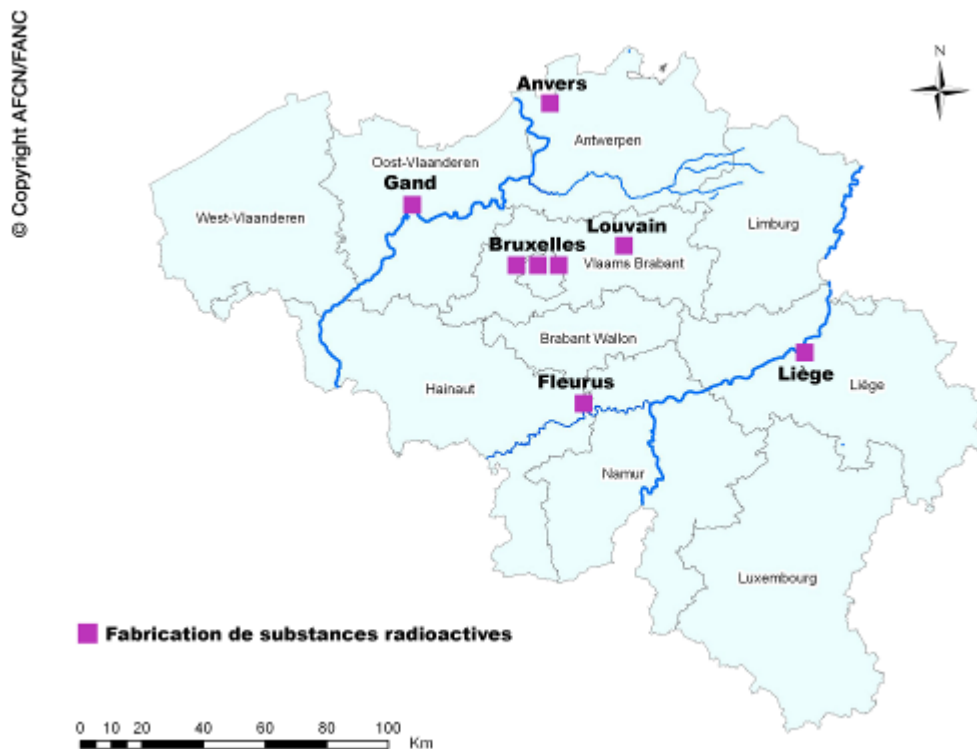 © Copyright AFCN/FANC
N
Anvers
Antwerpen
Oost-Vlaanderen
Gand
West-Vlaanderen
Louvain
Limburg
Bruxelles
Vlaams Brabant
Brabant Wallon
Fleurus
Hainaut
Liège
Liège
Namur
Luxembourg
Fabrication de substances radioactives
0 10 20 40 60 80 100
Km